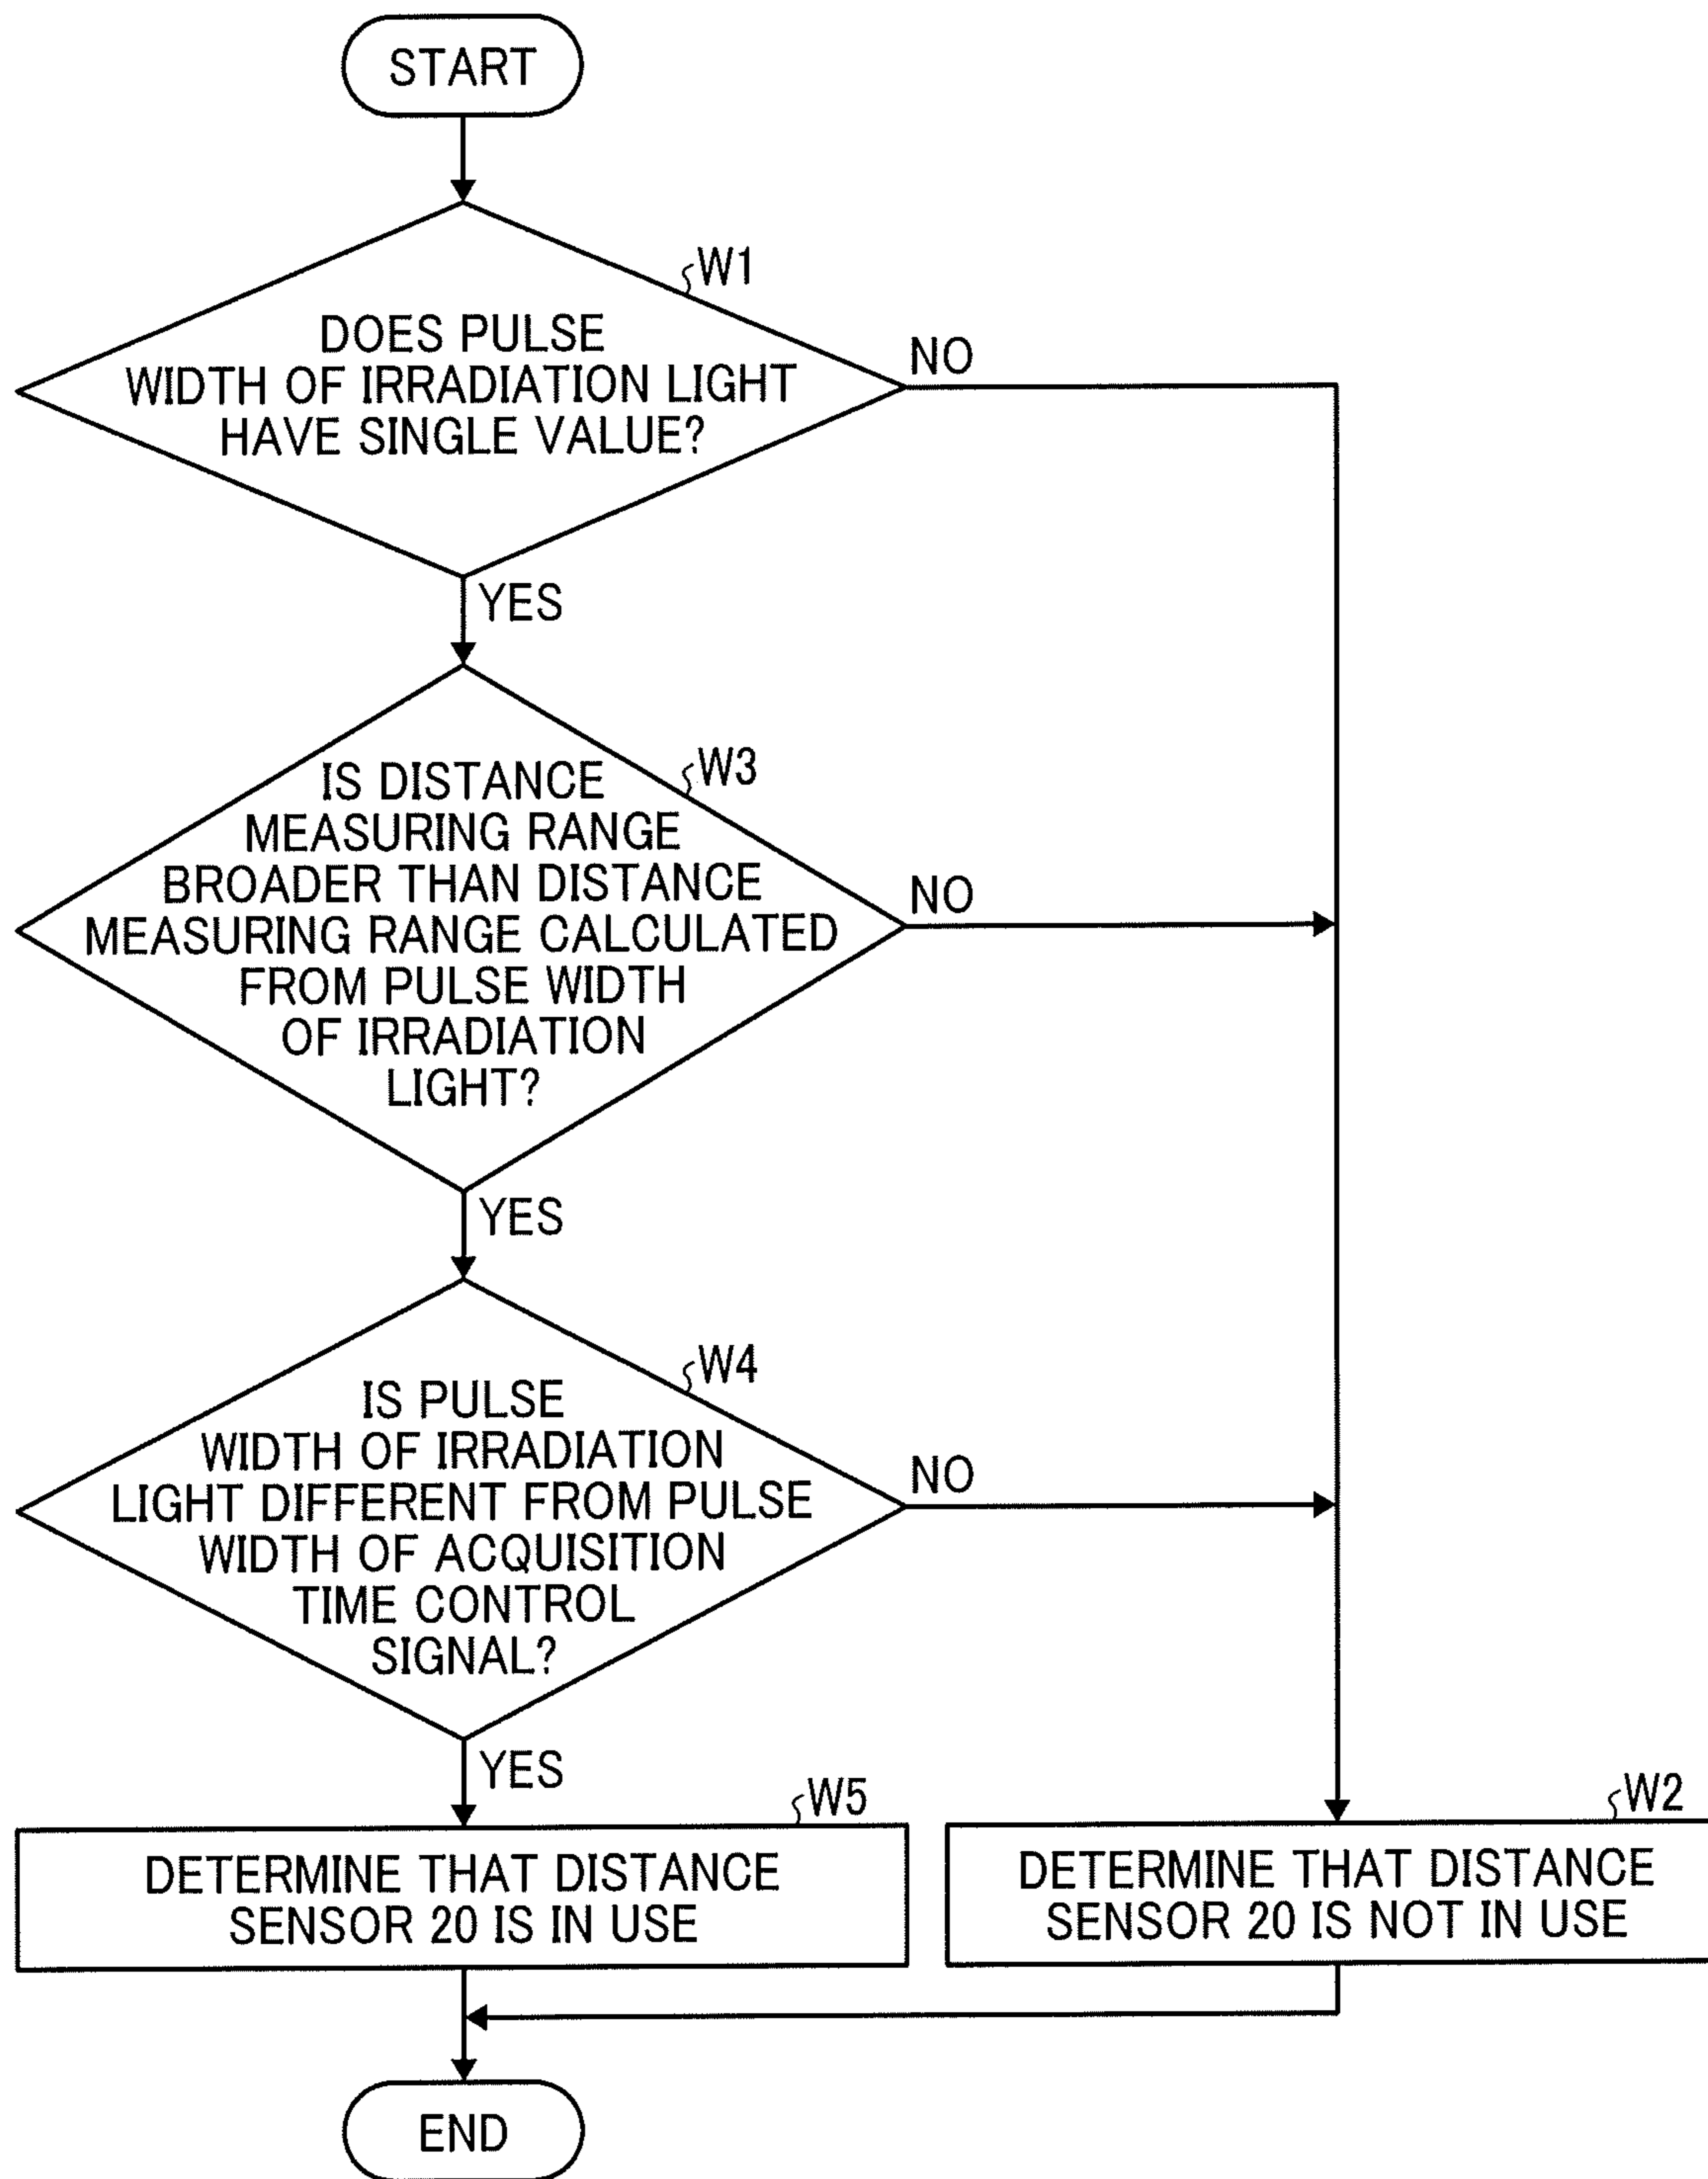 START
W1
DOES PULSE
WIDTH OF IRRADIATION LIGHT
HAVE SINGLE VALUE?
NO
YES
W3
IS DISTANCE
MEASURING RANGE
BROADER THAN DISTANCE
MEASURING RANGE CALCULATED
FROM PULSE WIDTH
OF IRRADIATION
LIGHT?
NO
YES
W4
IS PULSE
WIDTH OF IRRADIATION
LIGHT DIFFERENT FROM PULSE
WIDTH OF ACQUISITION
TIME CONTROL
SIGNAL?
NO
YES
W5
DETERMINE THAT DISTANCE
SENSOR 20 IS IN USE
W2
DETERMINE THAT DISTANCE
SENSOR 20 IS NOT IN USE
END